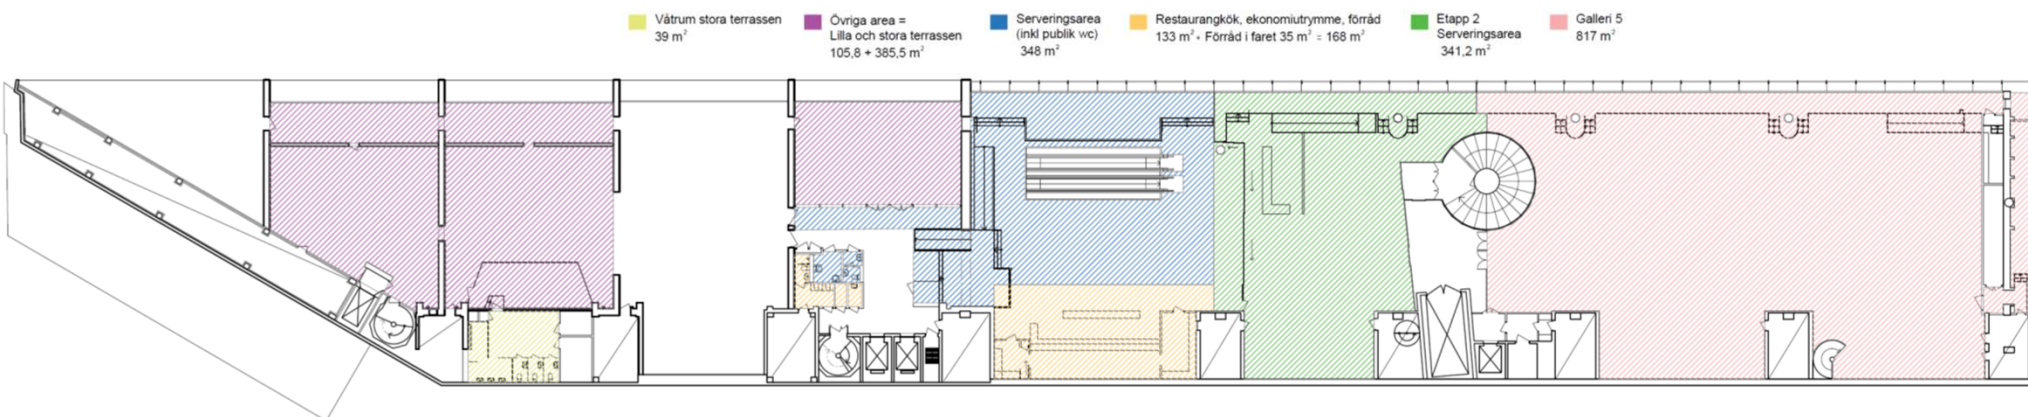 Våtrum stora terrassen
39 m²
Övriga area =
Lilla och stora terrassen
105,8 + 385,5 m²
Serveringsarea
(inkl publik wc)
348 m²
Restaurangkök, ekonomiutrymme, förråd
133 m² + Förråd i faret 35 m² = 168 m²
Etapp 2
Serveringsarea
341,2 m²
Galleri 5
817 m²